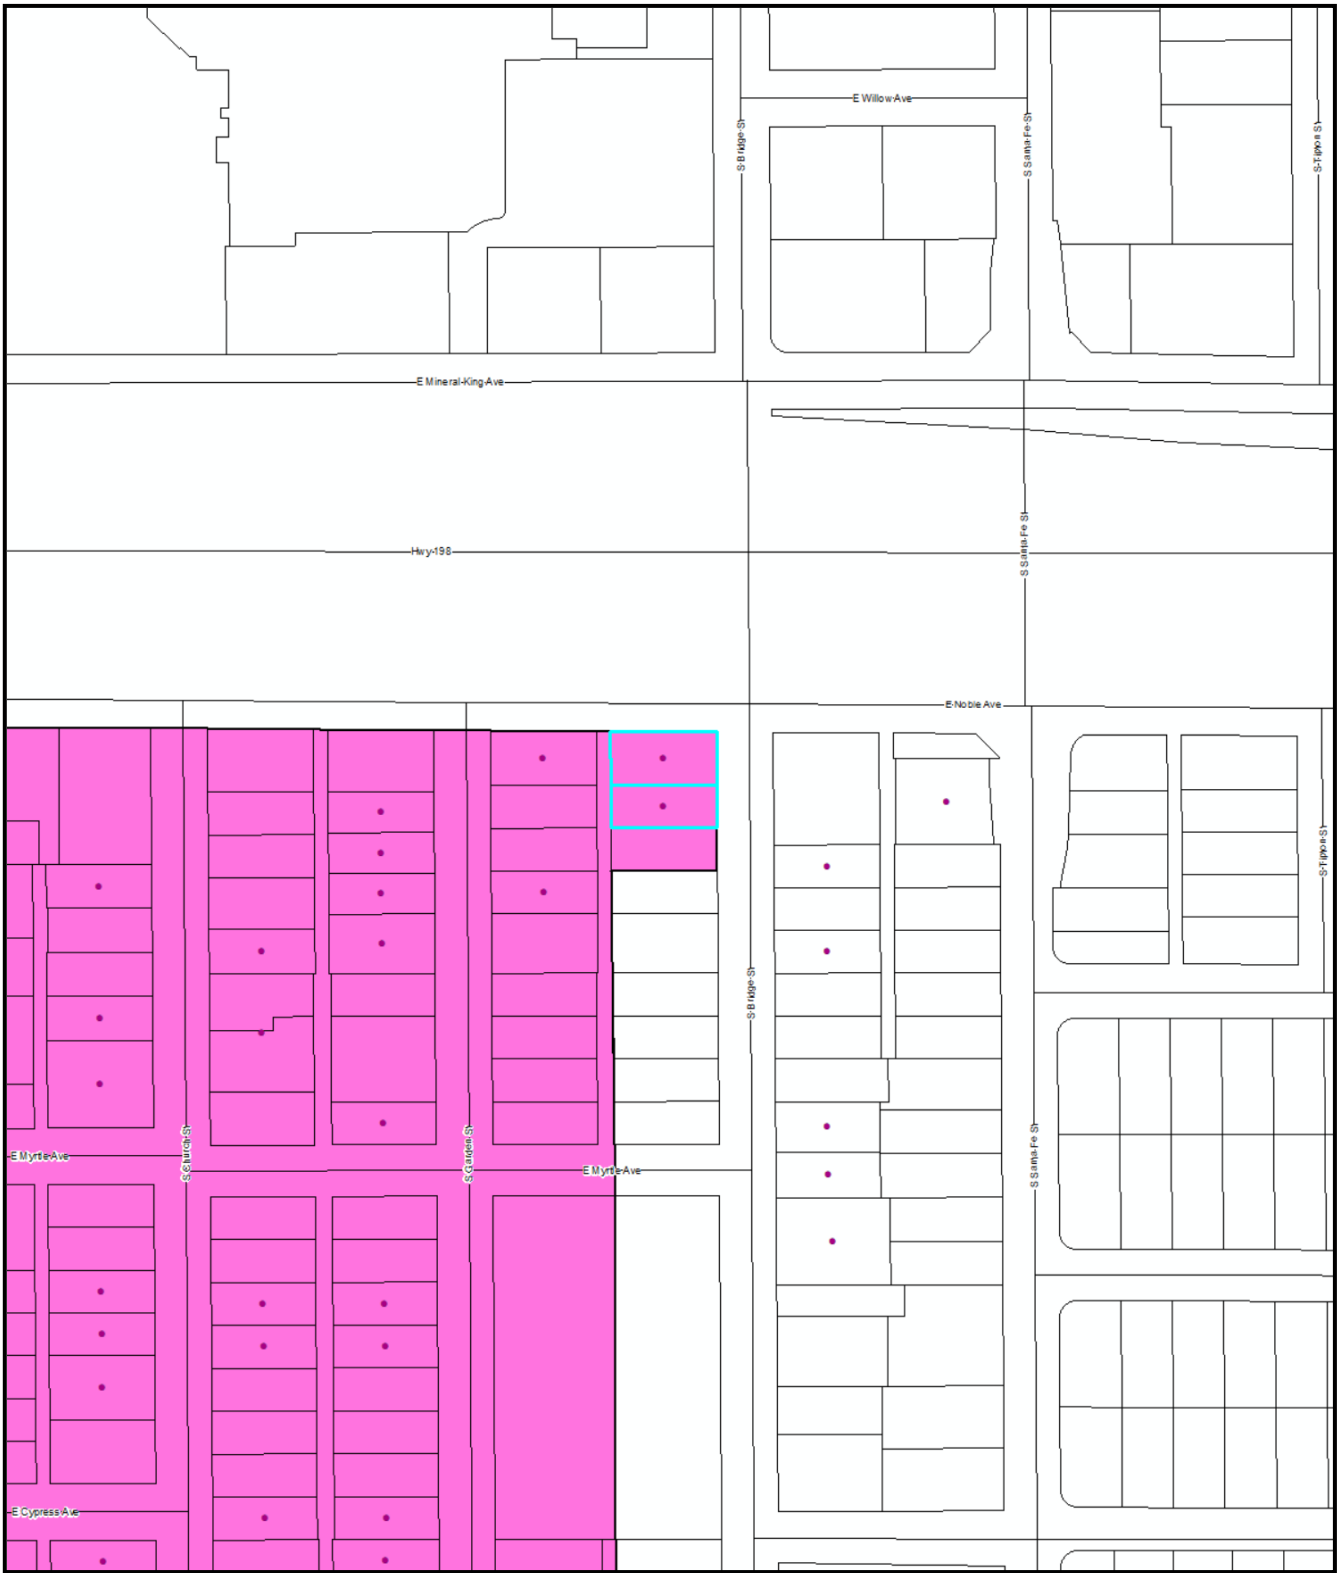 E Willow Ave
S Bridge St
S Santa Fe St
S Tipton St
E Mineral King Ave
S Santa Fe St
Hwy 198
E Noble Ave
S Tipton St
S Bridge St
S Church St
S Garden St
E Myrtle Ave
E Myrtle Ave
S Santa Fe St
E Cypress Ave